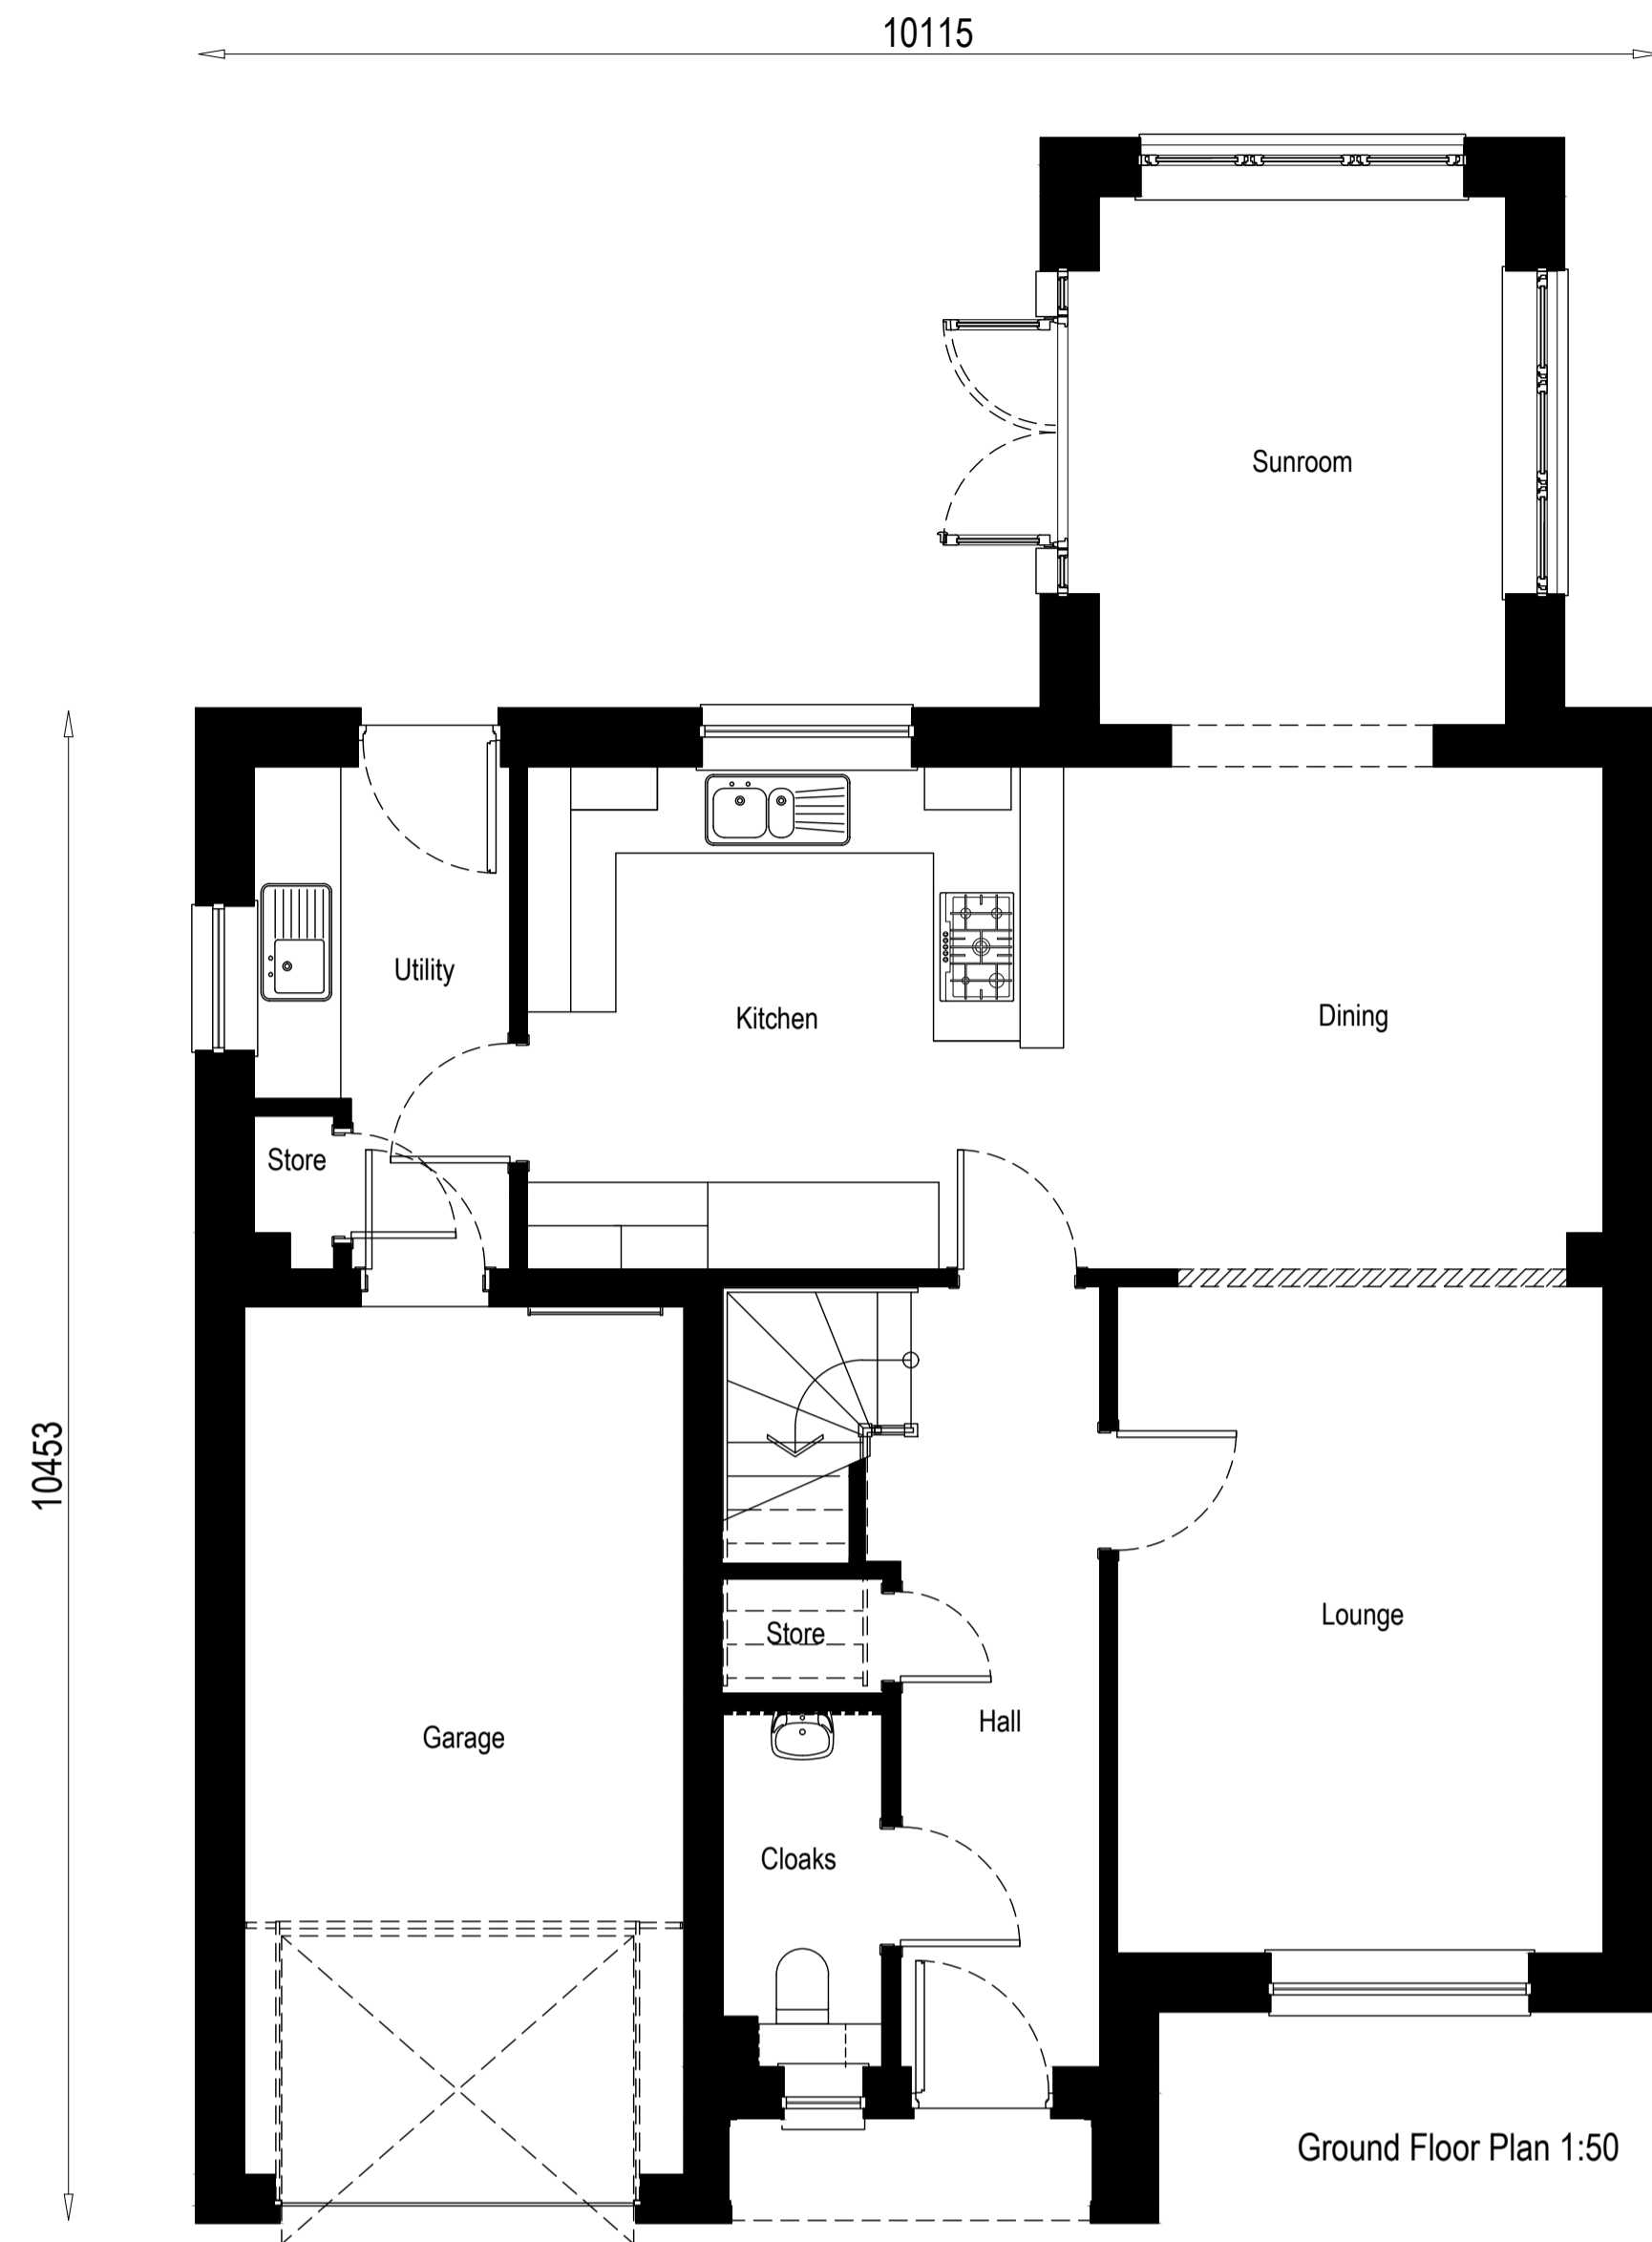 10115
Sunroom
Utility
Kitchen
Dining
Store
10453
Lounge
Store
Hall
Garage
Cloaks
Ground Floor Plan 1:50